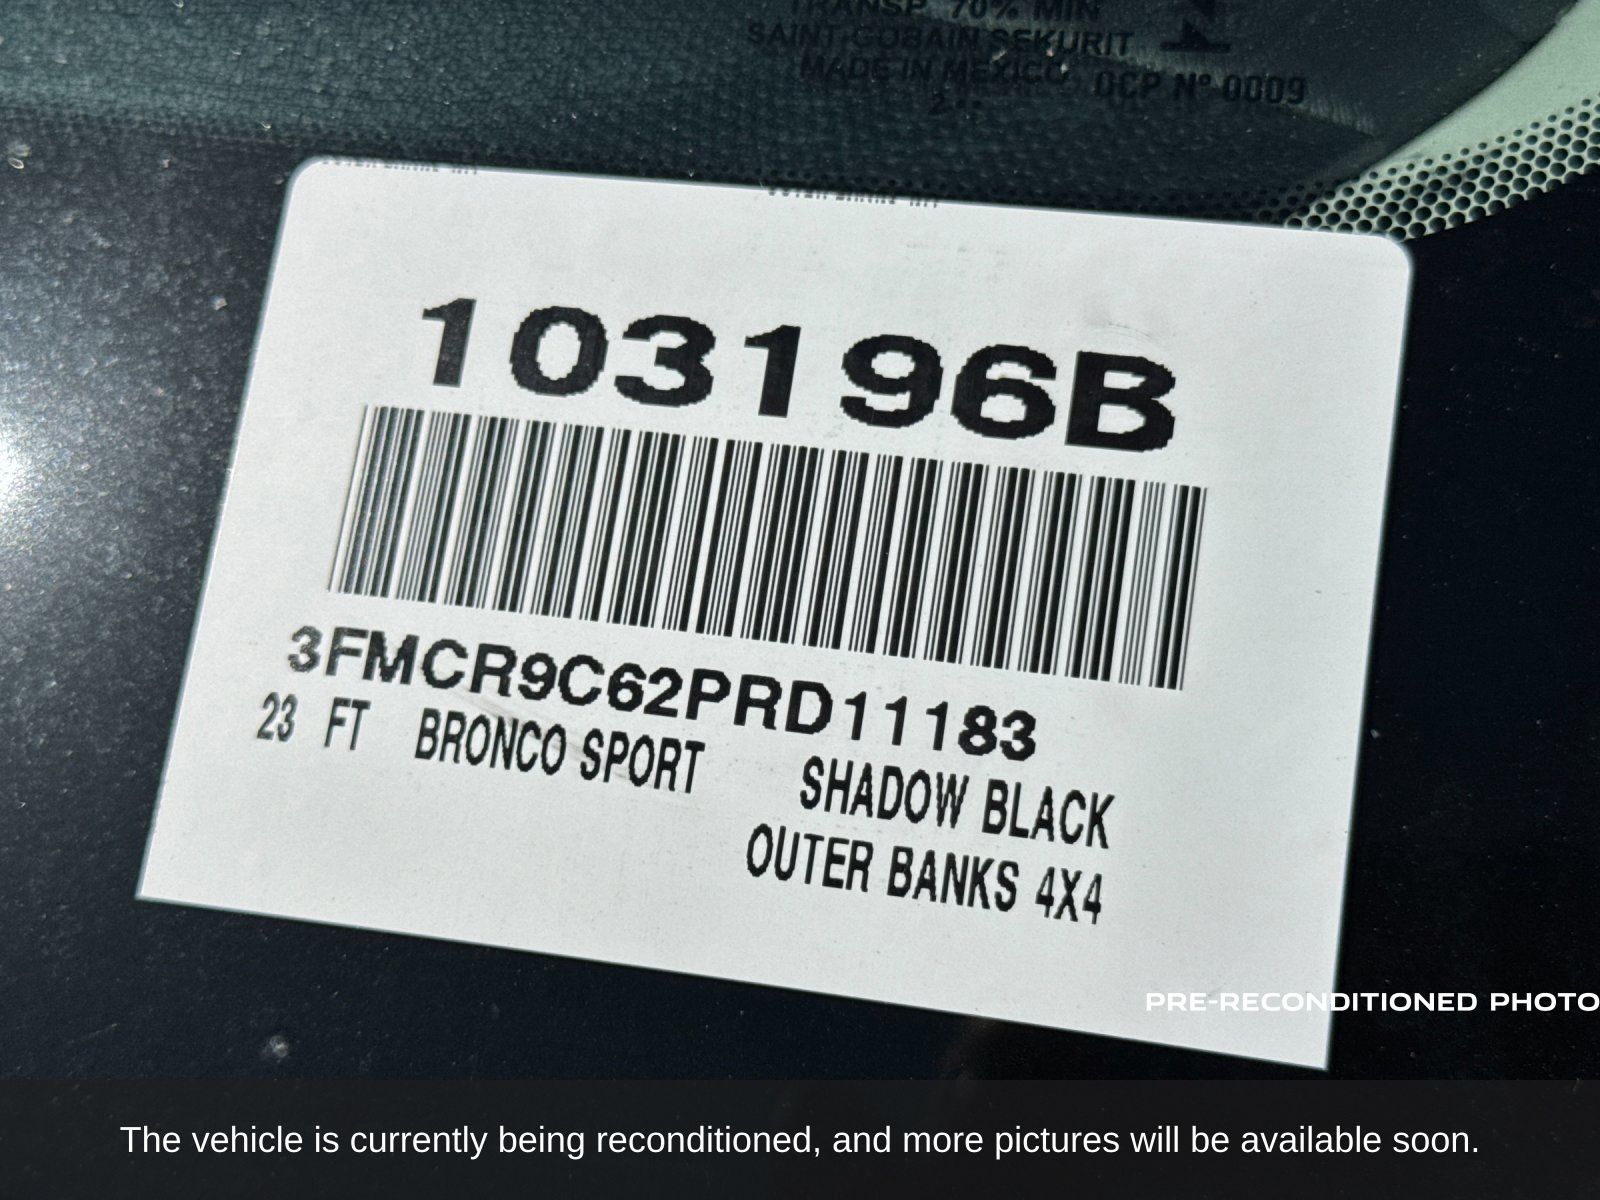 TRANSP. 70% MIN
SAINT-GOBAIN SEKURIT
MADE IN MEXICO OCP Nº 0009
103196B
3FMCR9C62PRD11183
23 FT BRONCO SPORT SHADOW BLACK
OUTER BANKS 4X4
PRE-RECONDITIONED PHOTO
The vehicle is currently being reconditioned, and more pictures will be available soon.